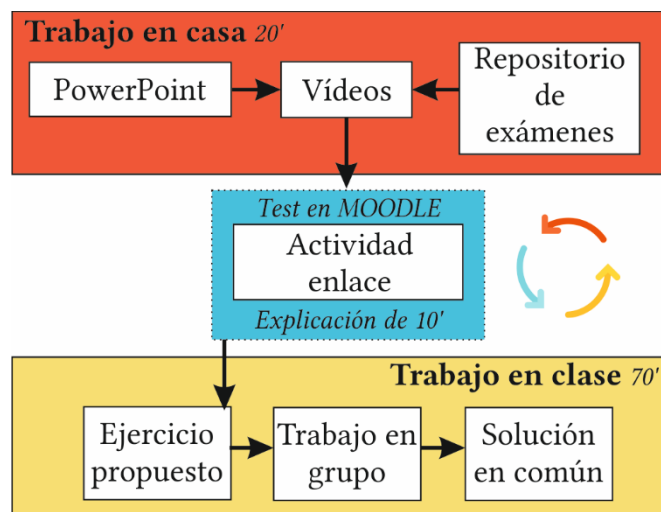 Trabajo en casa 20'
PowerPoint
Vídeos
Repositorio
de
exámenes
Test en MOODLE
Actividad
enlace
Explicación de 10'
Trabajo en clase 70'
Ejercicio
propuesto
Trabajo en
grupo
Solución
en común